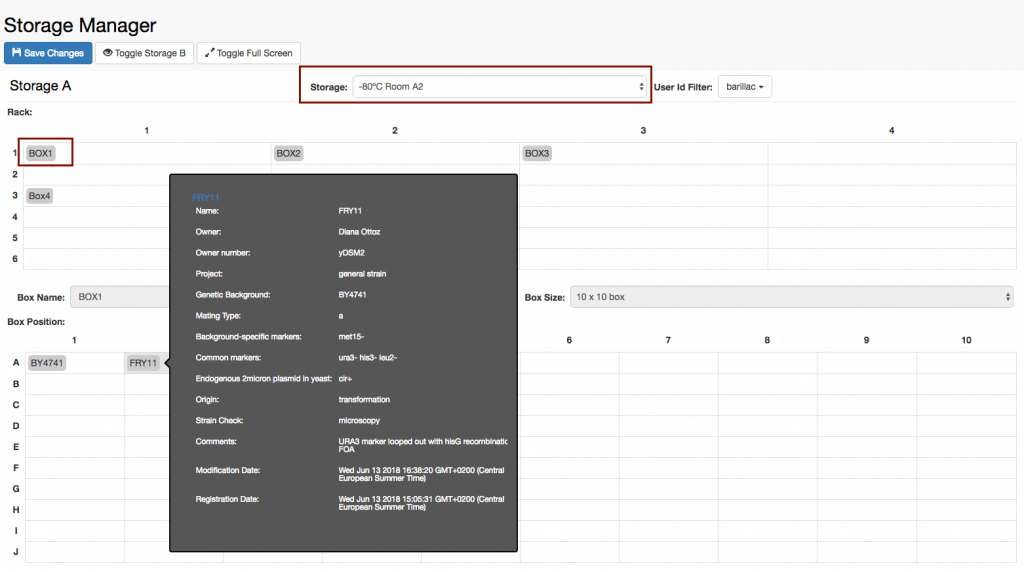 Storage Manager
Save Changes Toggle Storage B Toggle Full Screen
Storage A Storage: -80ºC Room A2 User Id Filter: barillac
Rack:
1 2 3 4
1 BOX1 BOX2 BOX3
2
3 Box4
4
5
6
FRY11
Name: FRY11
Owner: Diana Ottoz
Owner number: yDSM2
Project: general strain
Genetic Background: BY4741
Mating Type: a
Background-specific markers: met15-
Common markers: ura3- his3- leu2-
Endogenous 2micron plasmid in yeast: cir+
Origin: transformation
Strain Check: microscopy
Comments: URA3 marker looped out with hisG recombinatic
FOA
Modification Date: Wed Jun 13 2018 16:38:20 GMT+0200 (Central
European Summer Time)
Registration Date: Wed Jun 13 2018 15:05:31 GMT+0200 (Central
European Summer Time)
Box Name: BOX1 Box Size: 10 x 10 box
Box Position:
1 6 7 8 9 10
A BY4741 FRY11
B
C
D
E
F
G
H
I
J